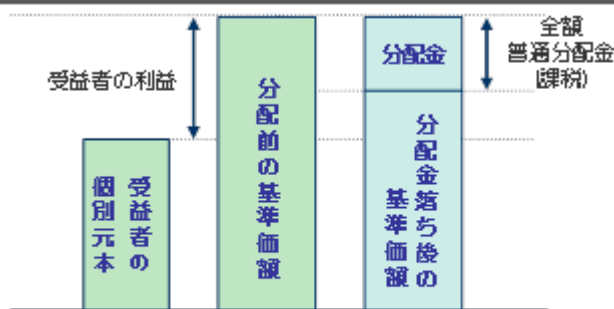 受益者の利益
受益者の
個別元本
分配前の基準価額
分配金
分配金落ち後の
基準価額
全額
普通分配金
(課税)